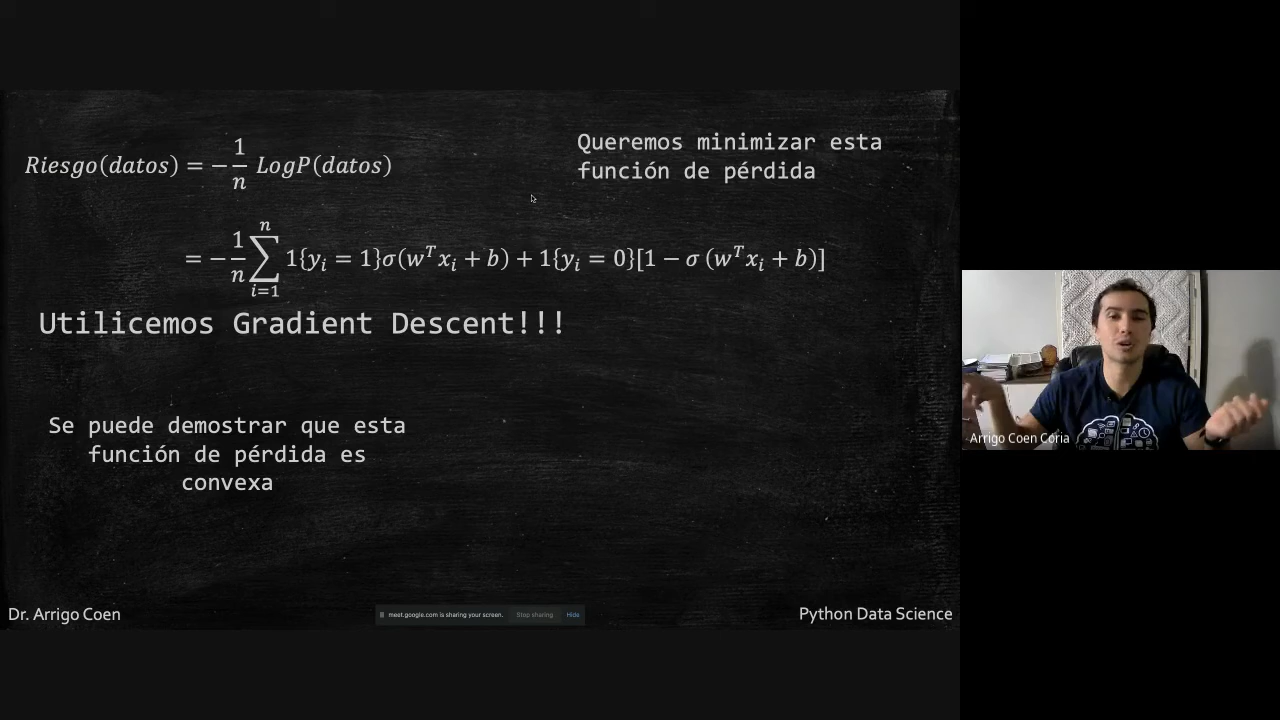 Riesgo(datos) = −1/n LogP(datos)
Queremos minimizar esta
función de pérdida
= −1/n ∑_{i=1}^{n} 1{y_i = 1}σ(w^T x_i + b) + 1{y_i = 0}[1 − σ (w^T x_i + b)]
Utilicemos Gradient Descent!!!
Se puede demostrar que esta
función de pérdida es
convexa
Arrigo Coen Coria
Dr. Arrigo Coen
meet.google.com is sharing your screen. Stop sharing Hide
Python Data Science